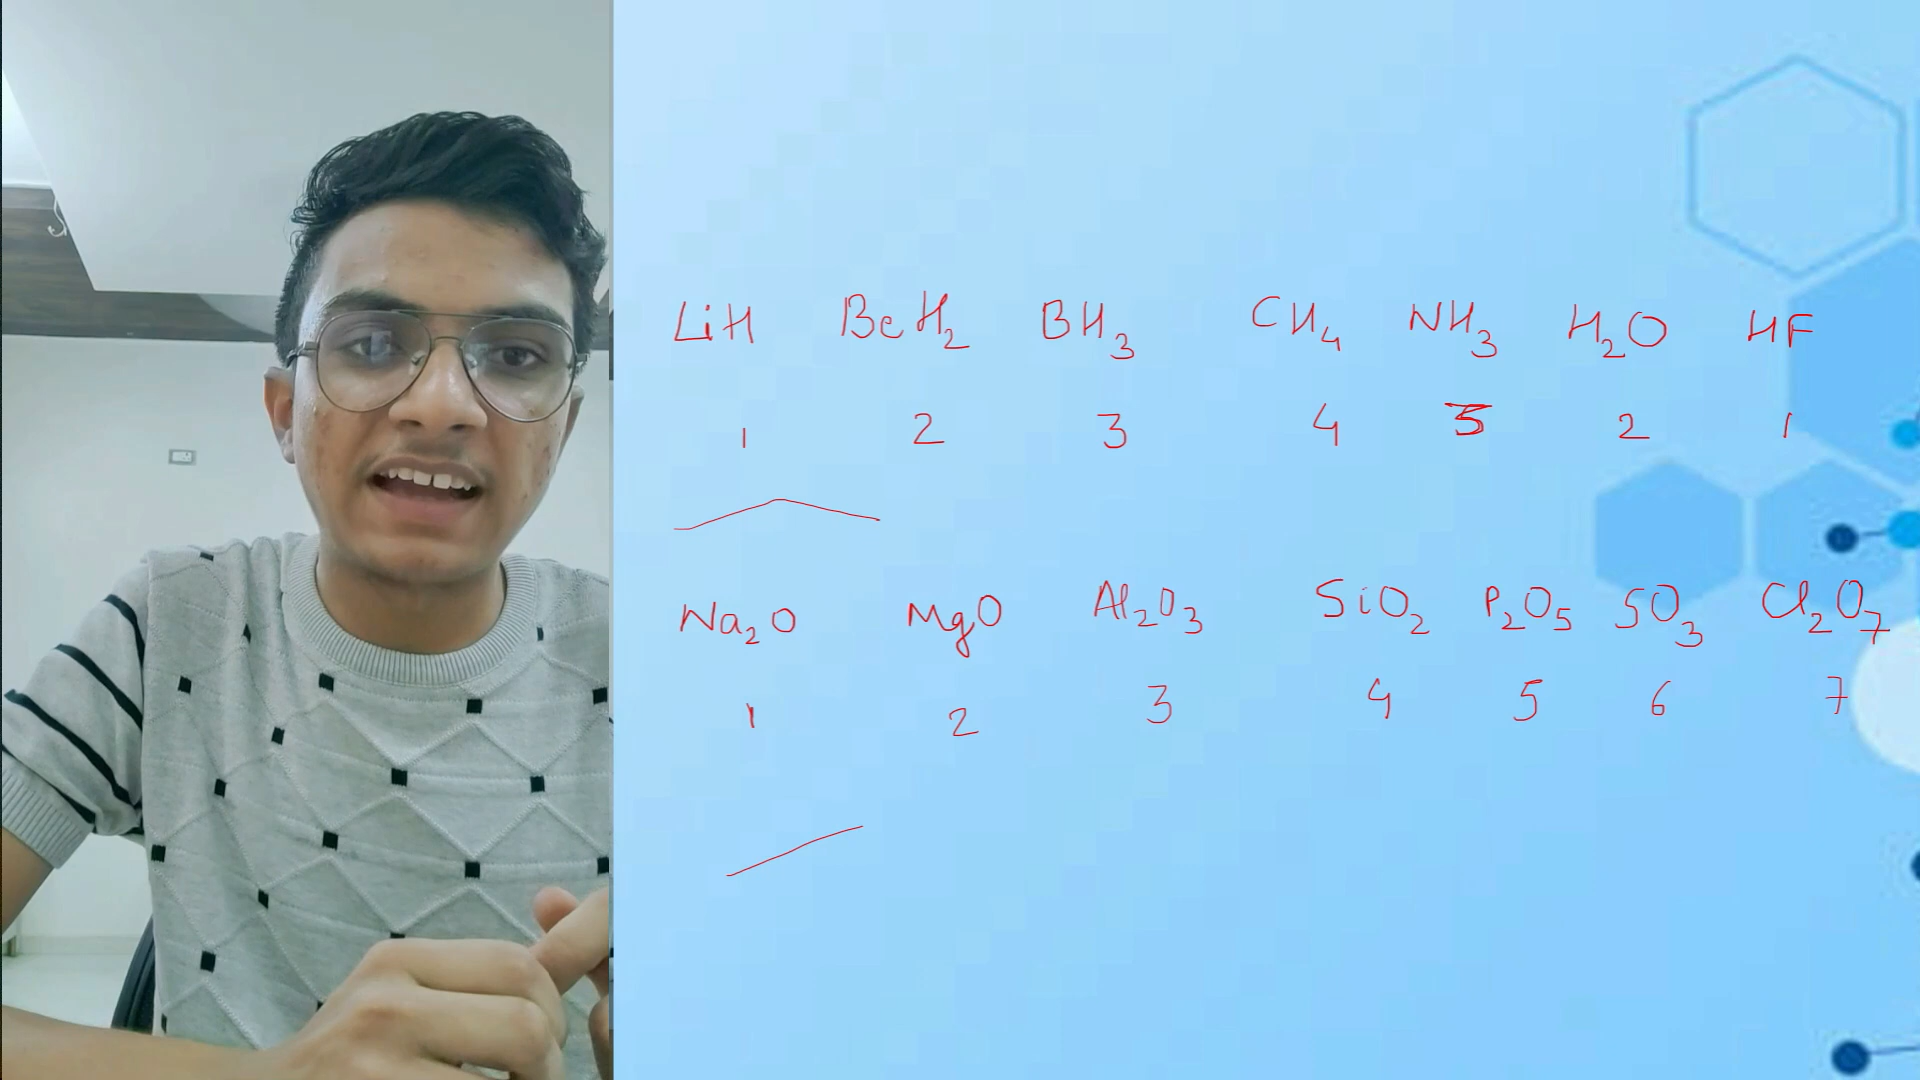 LiH BeH2 BH3 CH4 NH3 H2O HF
1 2 3 4 3 2 1
Na2O MgO Al2O3 SiO2 P2O5 SO3 Cl2O7
1 2 3 4 5 6 7